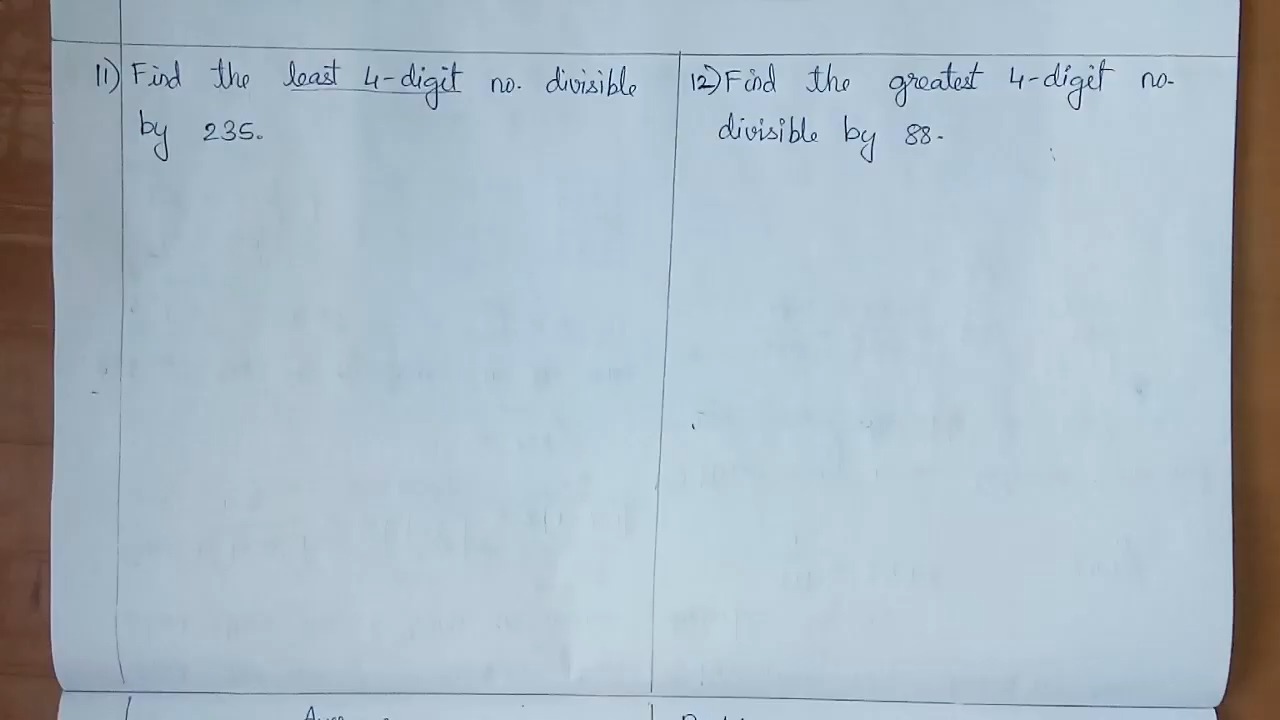 11) Find the least 4-digit no. divisible
by 235.
12) Find the greatest 4-digit no.
divisible by 88.